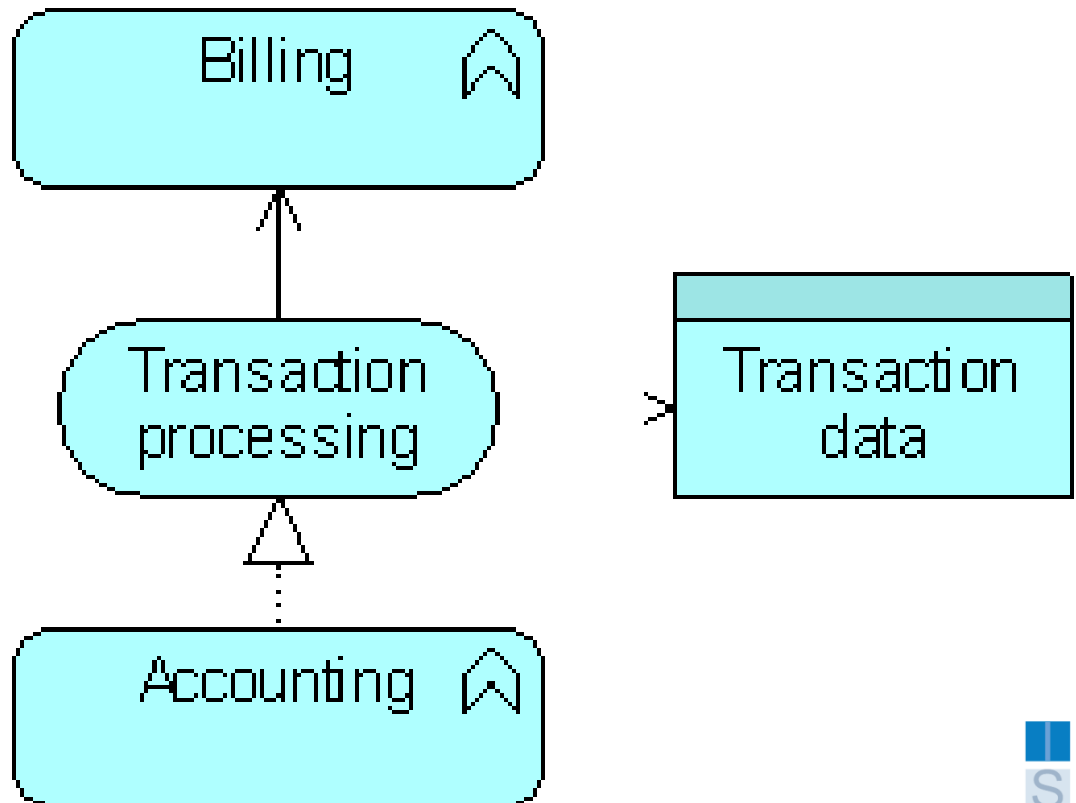 Billing
Transaction
processing
Transaction
data
Accounting
I
S